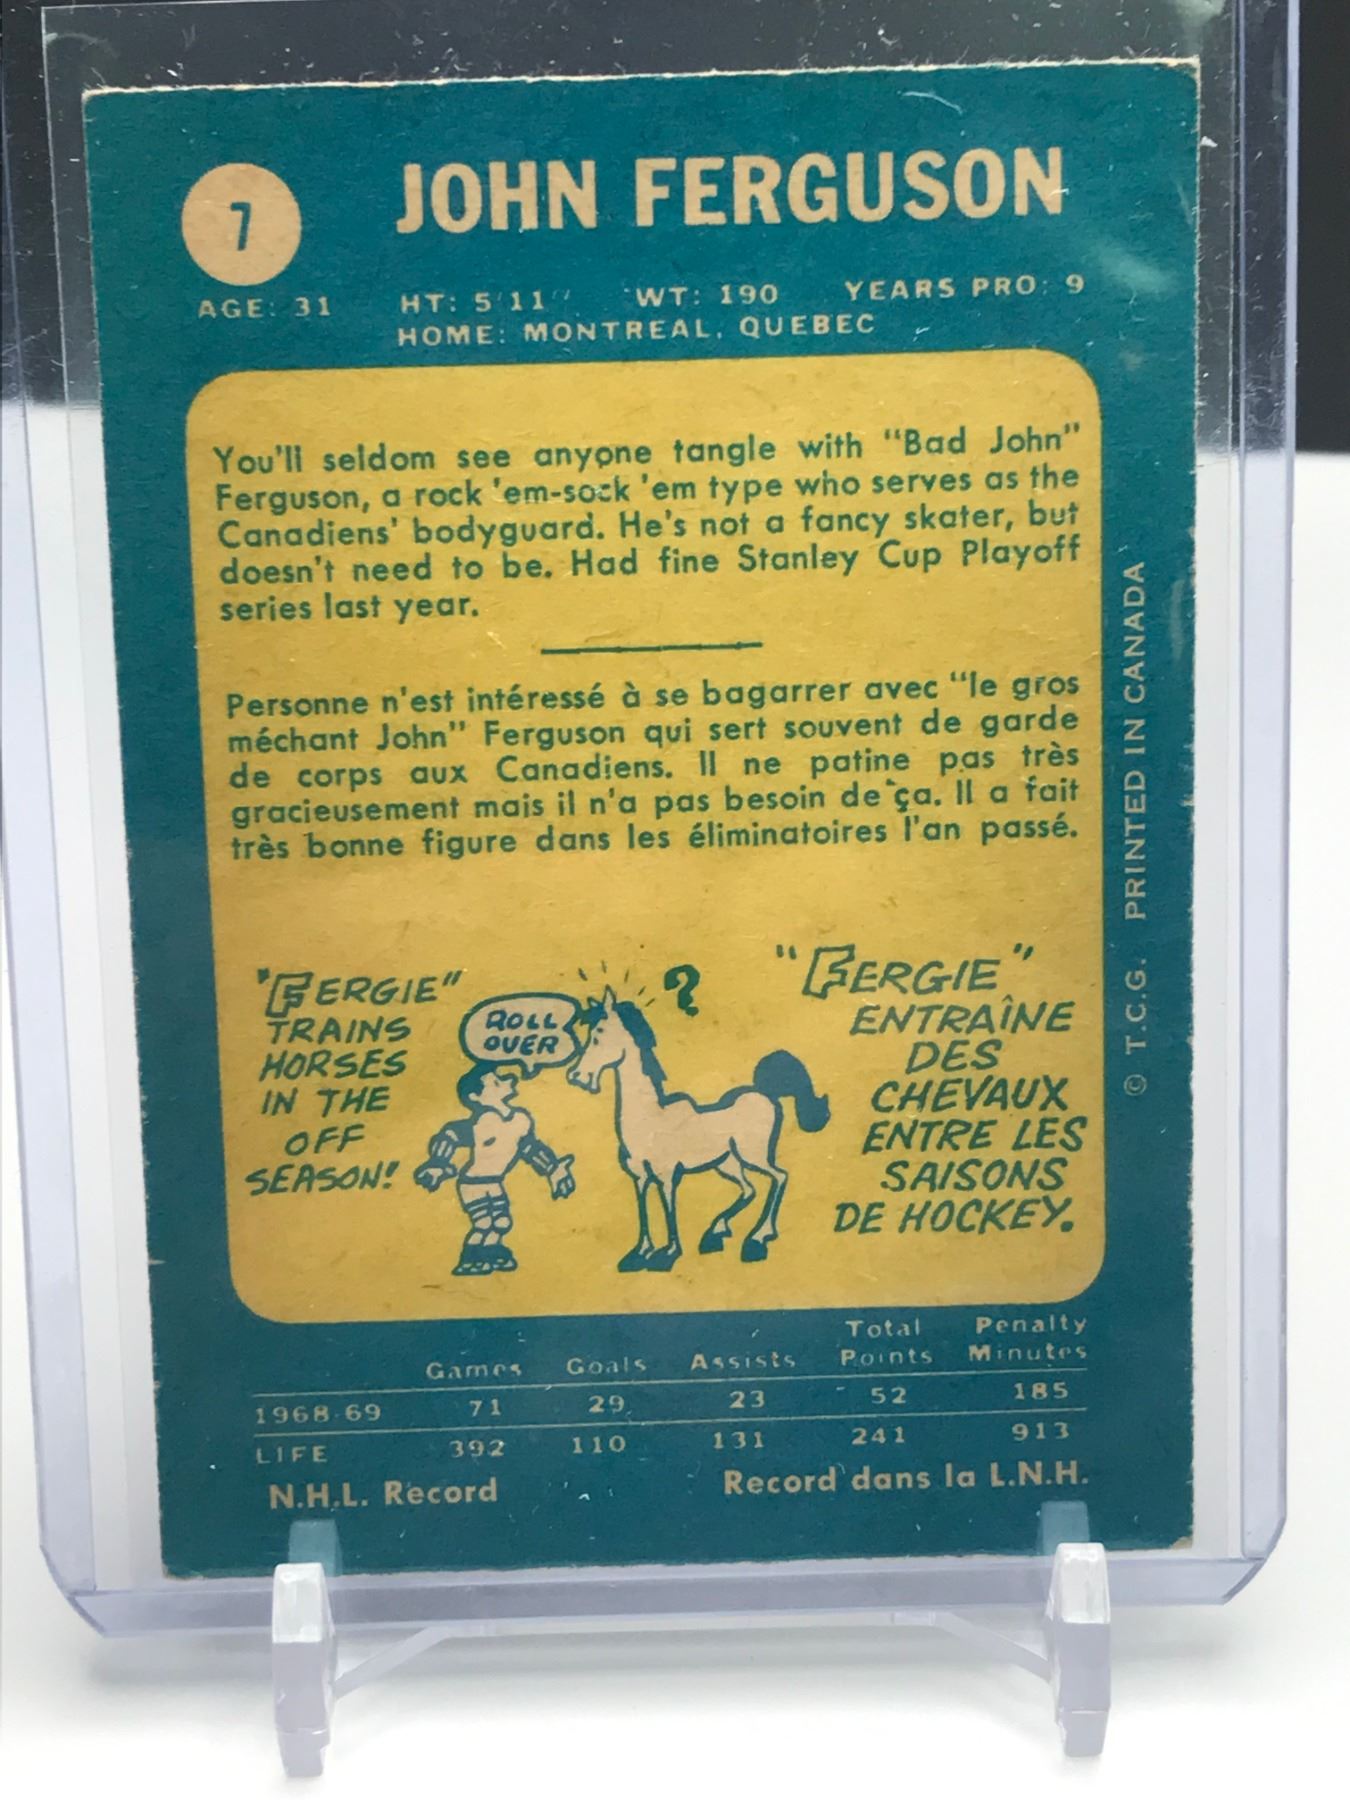 7
JOHN FERGUSON
AGE: 31 HT: 5'11" WT: 190 YEARS PRO: 9
HOME: MONTREAL, QUEBEC
You'll seldom see anyone tangle with "Bad John"
Ferguson, a rock 'em-sock 'em type who serves as the
Canadiens' bodyguard. He's not a fancy skater, but
doesn't need to be. Had fine Stanley Cup Playoff
series last year.
Personne n'est intéressé à se bagarrer avec "le gros
méchant John" Ferguson qui sert souvent de garde
de corps aux Canadiens. Il ne patine pas très
gracieusement mais il n'a pas besoin de ça. Il a fait
très bonne figure dans les éliminatoires l'an passé.
"FERGIE"
TRAINS
HORSES
IN THE
OFF
SEASON!
ROLL
OVER
?
"FERGIE"
ENTRAÎNE
DES
CHEVAUX
ENTRE LES
SAISONS
DE HOCKEY.
© T.C.G. PRINTED IN CANADA
Total Penalty
Games Goals Assists Points Minutes
1968-69 71 29 23 52 185
LIFE 392 110 131 241 913
N.H.L. Record Record dans la L.N.H.